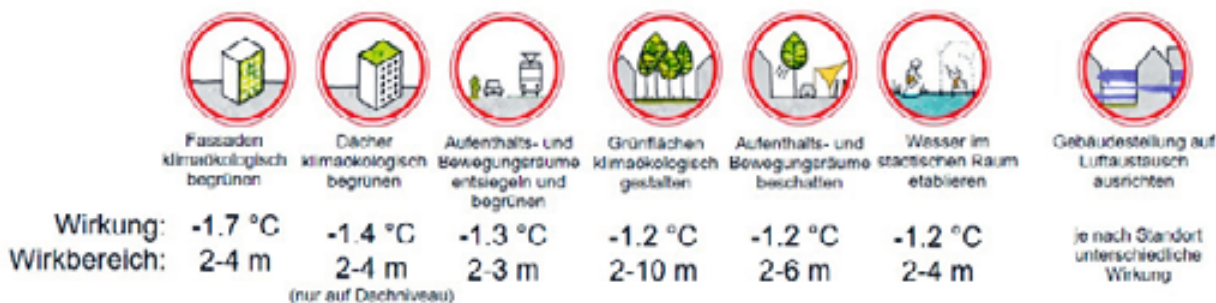 Fassaden
klimaökologisch
begrünen
Dächer
klimaökologisch
begrünen
Aufenthalts- und
Bewegungsräume
entsiegeln und
begrünen
Grünflächen
klimaökologisch
gestalten
Aufenthalts- und
Bewegungsräume
beschatten
Wasser im
städtischen Raum
etablieren
Gebäudestellung auf
Luftaustausch
ausrichten
Wirkung: -1.7 °C -1.4 °C -1.3 °C -1.2 °C -1.2 °C -1.2 °C
Wirkbereich: 2-4 m 2-4 m 2-3 m 2-10 m 2-6 m 2-4 m
(nur auf Dachniveau)
je nach Standort
unterschiedliche
Wirkung